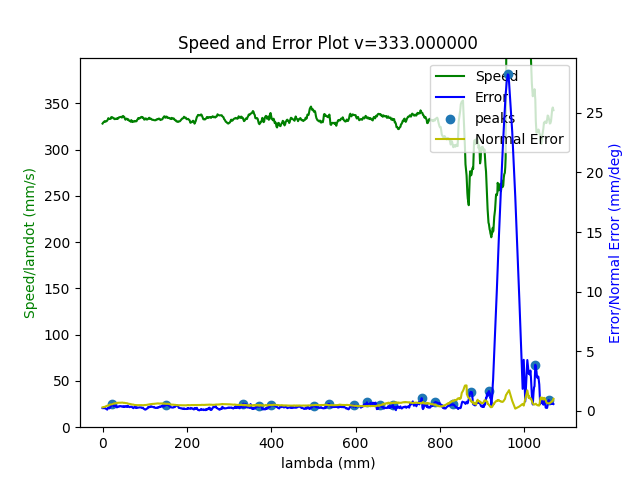 Speed and Error Plot v=333.000000
Speed
Error
peaks
Normal Error
Speed/lamdot (mm/s)
350
300
250
200
150
100
50
0
Error/Normal Error (mm/deg)
25
20
15
10
5
0
0 200 400 600 800 1000
lambda (mm)